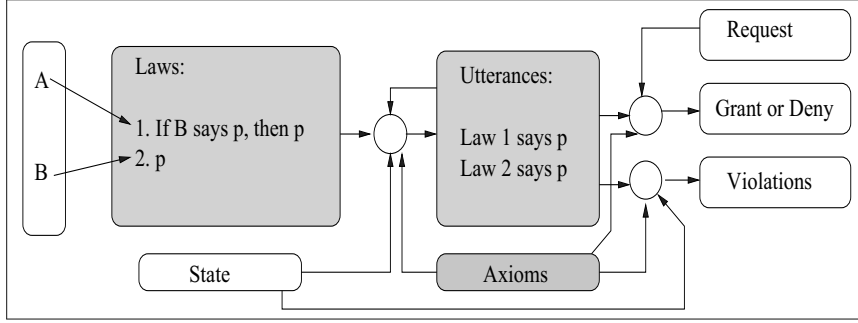 A
B
Laws:
1. If B says p, then p
2. p
Utterances:
Law 1 says p
Law 2 says p
Request
Grant or Deny
Violations
State
Axioms